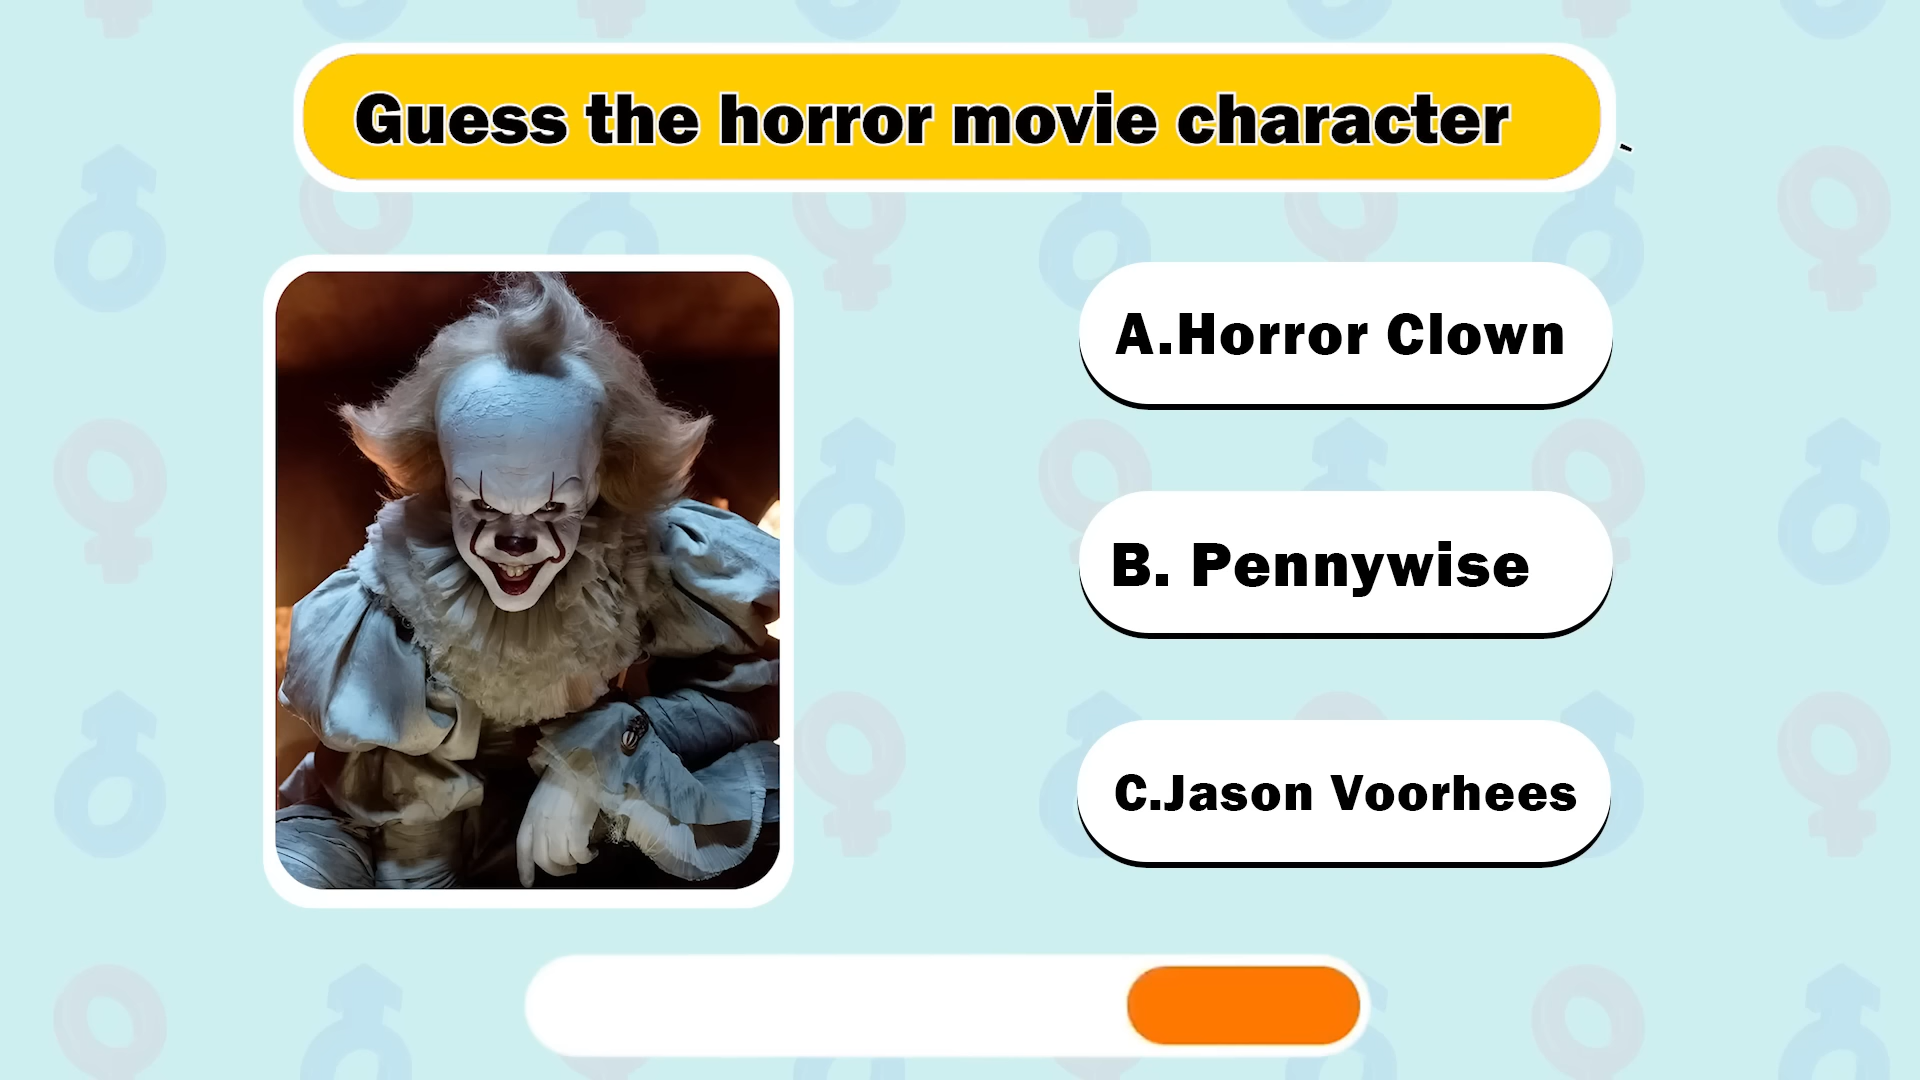 Guess the horror movie character
A.Horror Clown
B. Pennywise
C.Jason Voorhees